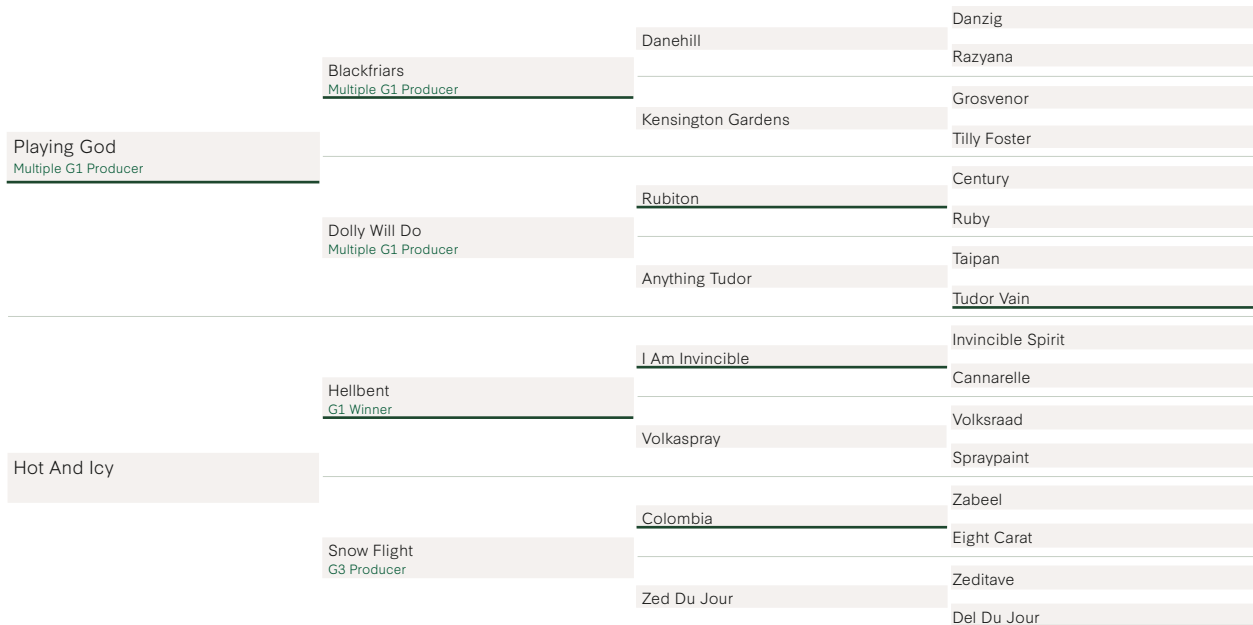 Playing God
Multiple G1 Producer
Blackfriars
Multiple G1 Producer
Danehill
Danzig
Razyana
Kensington Gardens
Grosvenor
Tilly Foster
Dolly Will Do
Multiple G1 Producer
Rubiton
Century
Ruby
Anything Tudor
Taipan
Tudor Vain
Hot And Icy
Hellbent
G1 Winner
I Am Invincible
Invincible Spirit
Cannarelle
Volkaspray
Volksraad
Spraypaint
Snow Flight
G3 Producer
Colombia
Zabeel
Eight Carat
Zed Du Jour
Zeditave
Del Du Jour